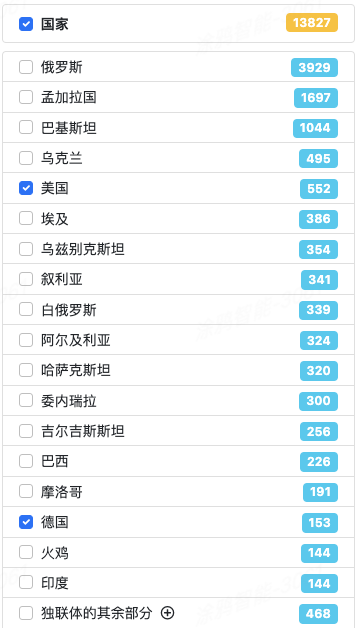 国家 13827
俄罗斯 3929
孟加拉国 1697
巴基斯坦 1044
乌克兰 495
美国 552
埃及 386
乌兹别克斯坦 354
叙利亚 341
白俄罗斯 339
阿尔及利亚 324
哈萨克斯坦 320
委内瑞拉 300
吉尔吉斯斯坦 256
巴西 226
摩洛哥 191
德国 153
火鸡 144
印度 144
独联体的其余部分 468